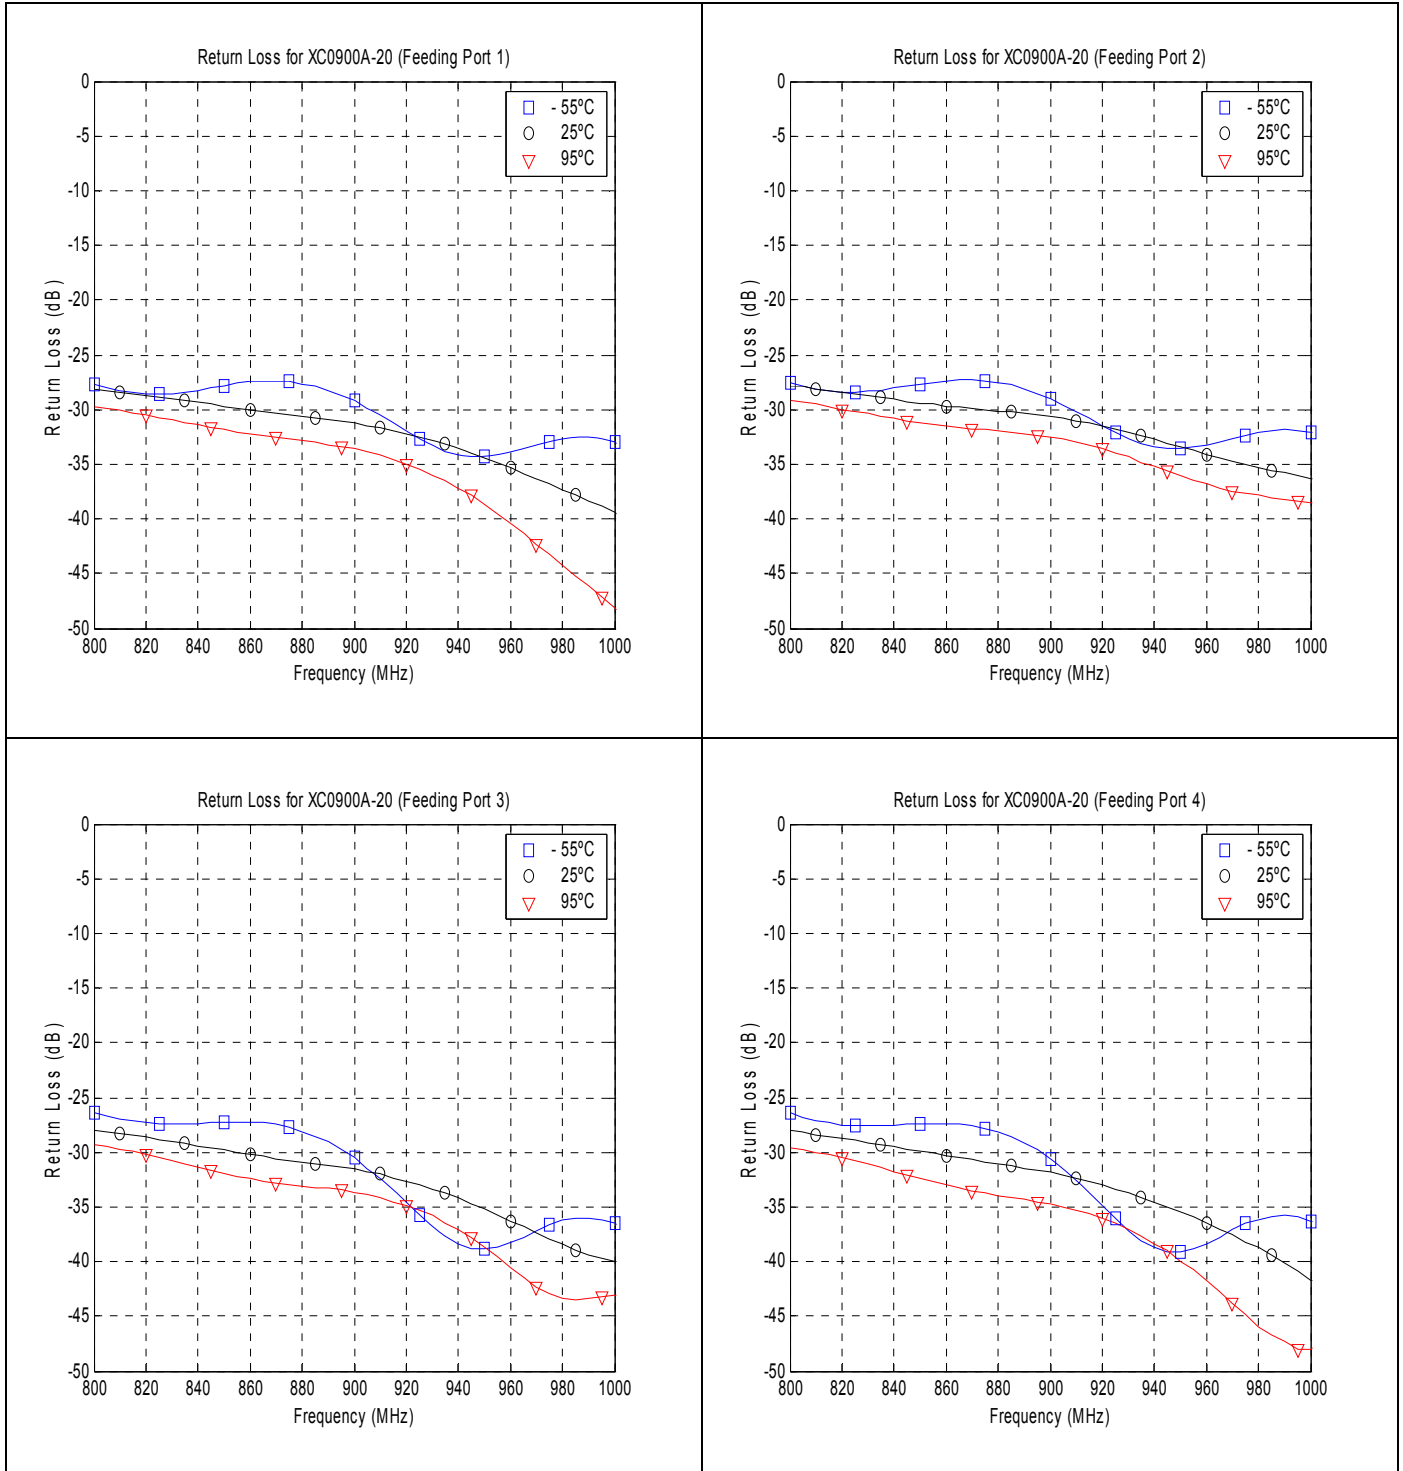 Return Loss for XC0900A-20 (Feeding Port 1)
0
-5
-10
-15
-20
-25
-30
-35
-40
-45
-50
Return Loss (dB)
- 55ºC
25ºC
95ºC
800 820 840 860 880 900 920 940 960 980 1000
Frequency (MHz)
Return Loss for XC0900A-20 (Feeding Port 2)
0
-5
-10
-15
-20
-25
-30
-35
-40
-45
-50
Return Loss (dB)
- 55ºC
25ºC
95ºC
800 820 840 860 880 900 920 940 960 980 1000
Frequency (MHz)
Return Loss for XC0900A-20 (Feeding Port 3)
0
-5
-10
-15
-20
-25
-30
-35
-40
-45
-50
Return Loss (dB)
- 55ºC
25ºC
95ºC
800 820 840 860 880 900 920 940 960 980 1000
Frequency (MHz)
Return Loss for XC0900A-20 (Feeding Port 4)
0
-5
-10
-15
-20
-25
-30
-35
-40
-45
-50
Return Loss (dB)
- 55ºC
25ºC
95ºC
800 820 840 860 880 900 920 940 960 980 1000
Frequency (MHz)